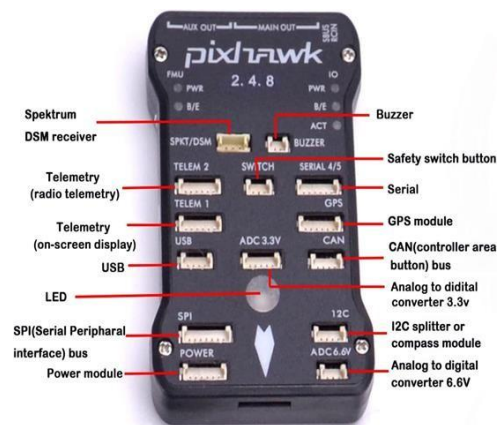 AUX OUT
MAIN OUT
SBUS
RCIN
pixhawk
2.4.8
FMU
PWR
B/E
IO
PWR
B/E
ACT
SPKT/DSM
BUZZER
TELEM 2
SWITCH
SERIAL 4/5
TELEM 1
GPS
USB
ADC 3.3V
CAN
SPI
I2C
POWER
ADC6.6V
Spektrum
DSM receiver
Telemetry
(radio telemetry)
Telemetry
(on-screen display)
USB
LED
SPI(Serial Peripharal
interface) bus
Power module
Buzzer
Safety switch button
Serial
GPS module
CAN(controller area
button) bus
Analog to didital
converter 3.3v
I2C splitter or
compass module
Analog to digital
converter 6.6V